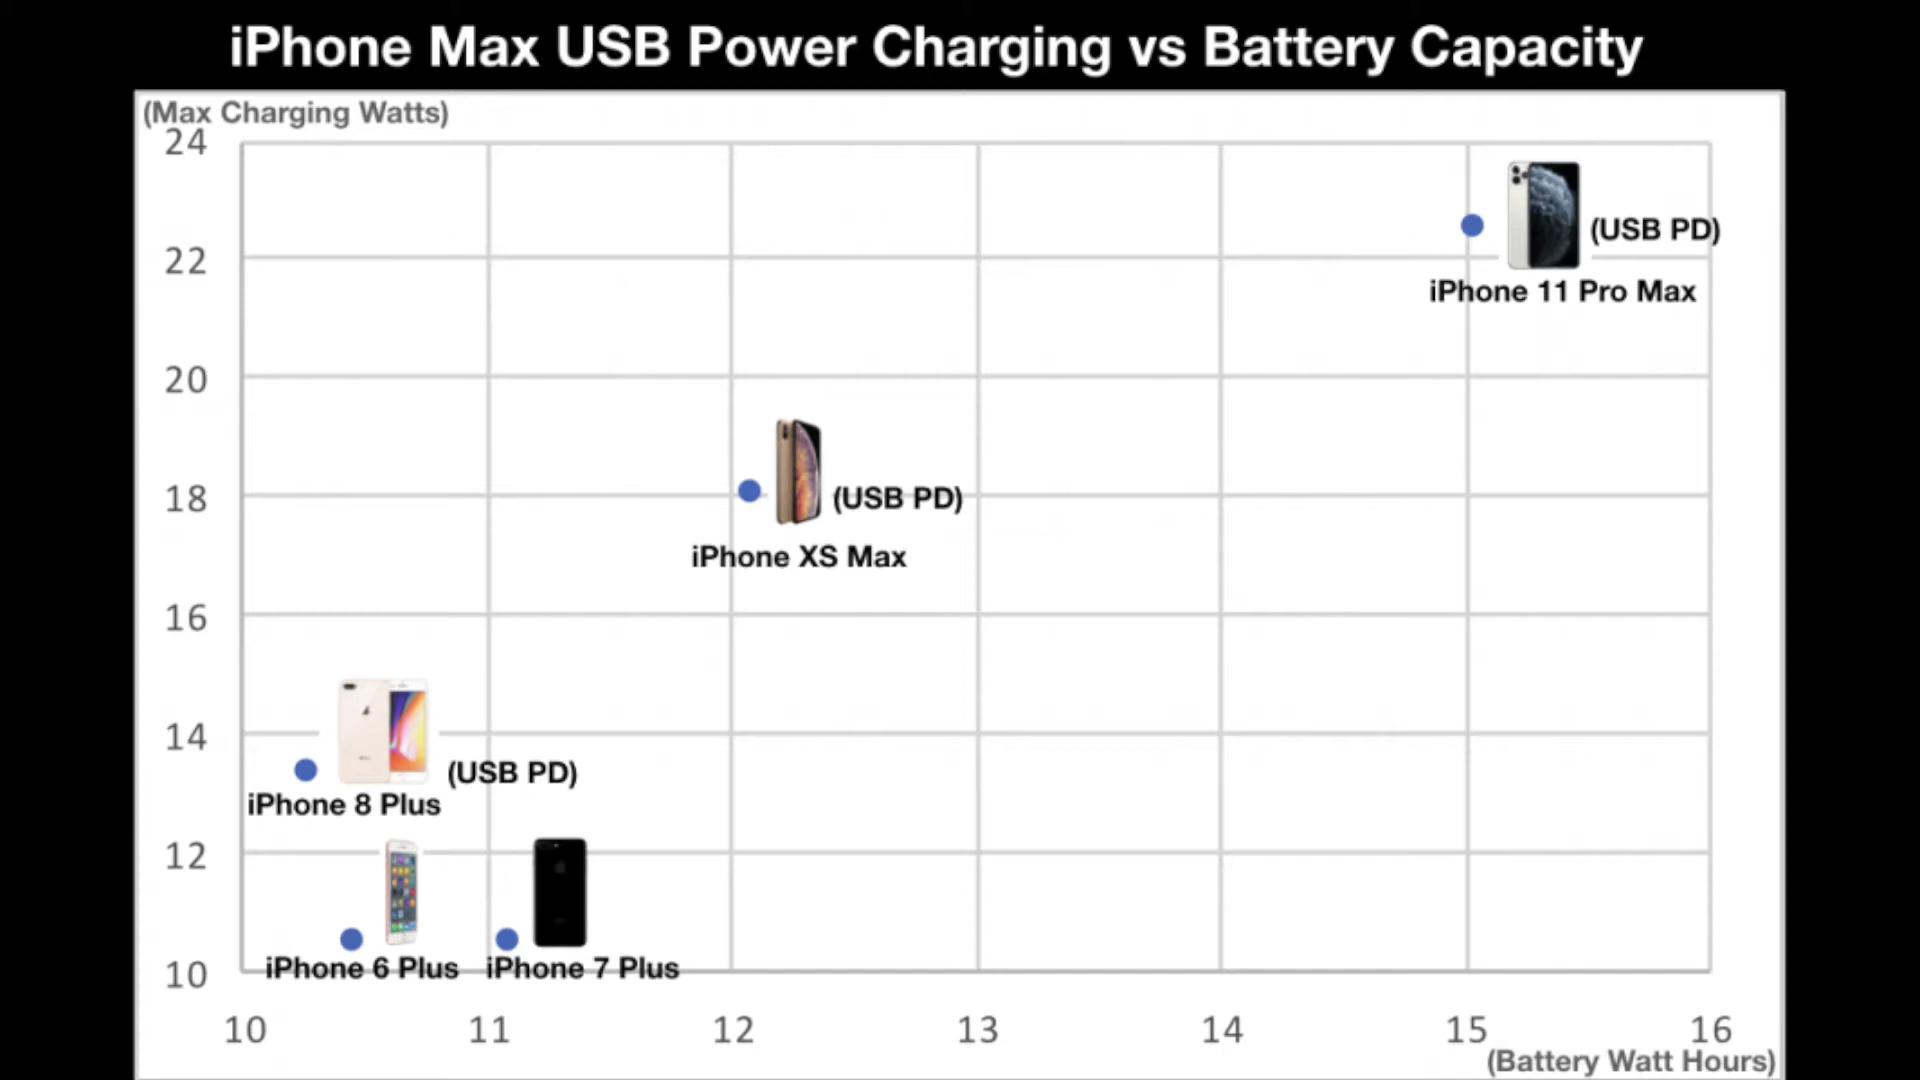 iPhone Max USB Power Charging vs Battery Capacity
(Max Charging Watts)
24
(USB PD)
22
iPhone 11 Pro Max
20
18
(USB PD)
iPhone XS Max
16
14
(USB PD)
iPhone 8 Plus
12
iPhone 6 Plus
iPhone 7 Plus
10
10 11 12 13 14 15 16
(Battery Watt Hours)